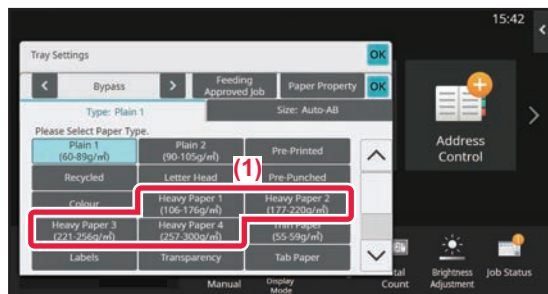 15:42
Tray Settings
OK
Bypass
Feeding
Approved Job
Paper Property
OK
Type: Plain 1
Size: Auto-AB
Please Select Paper Type.
Plain 1
(60-89g/㎡)
Plain 2
(90-105g/㎡)
Pre-Printed
Recycled
Letter Head
(1)
Pre-Punched
Colour
Heavy Paper 1
(106-176g/㎡)
Heavy Paper 2
(177-220g/㎡)
Heavy Paper 3
(221-256g/㎡)
Heavy Paper 4
(257-300g/㎡)
Thin Paper
(55-59g/㎡)
Labels
Transparency
Tab Paper
Address
Control
Manual
Display
Mode
Count
Brightness
Adjustment
Job Status